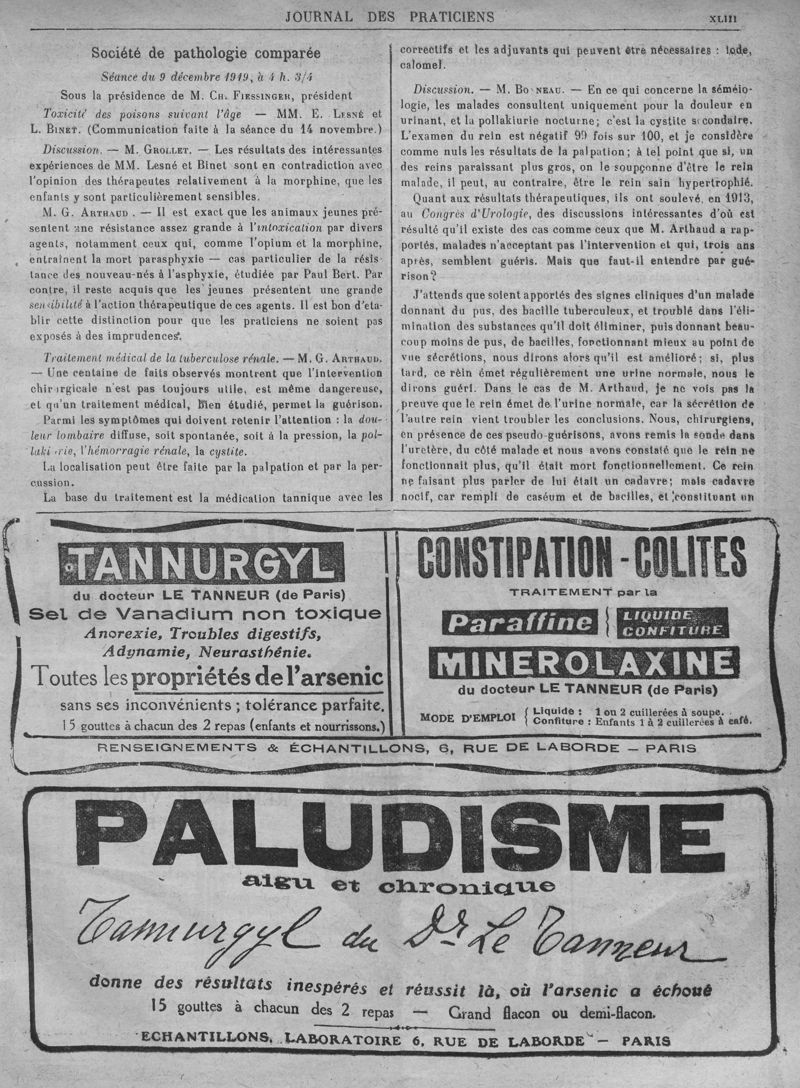 JOURNAL DES PRATICIENS
XLIII
Société de pathologie comparée
Séance du 9 décembre 1919, à 4 h. 3/4
Sous la présidence de M. Ch. Fiessinger, président
Toxicité des poisons suivant l'âge — MM. E. Lesné et
L. Binet. (Communication faite à la séance du 14 novembre.)
Discussion. — M. Grollet. — Les résultats des intéressantes
expériences de MM. Lesné et Binet sont en contradiction avec
l'opinion des thérapeutes relativement à la morphine, que les
enfants y sont particulièrement sensibles.
M. G. Arthaud. — Il est exact que les animaux jeunes pré-
sentent une résistance assez grande à l'intoxication par divers
agents, notamment ceux qui, comme l'opium et la morphine,
entraînent la mort parasphyxie — cas particulier de la résis
tance des nouveau-nés à l'asphyxie, étudiée par Paul Bert. Par
contre, il reste acquis que les jeunes présentent une grande
sensibilité à l'action thérapeutique de ces agents. Il est bon d'eta-
blir cette distinction pour que les praticiens ne soient pas
exposés à des imprudences.
Traitement médical de la tuberculose rénale. — M. G. Arthaud.
— Une centaine de faits observés montrent que l'intervention
chirurgicale n'est pas toujours utile, est même dangereuse,
et qu'un traitement médical, bien étudié, permet la guérison.
Parmi les symptômes qui doivent retenir l'attention : la dou-
leur lombaire diffuse, soit spontanée, soit à la pression, la pol-
lakiurie, l'hémorragie rénale, la cystite.
La localisation peut être faite par la palpation et par la per-
cussion.
La base du traitement est la médication tannique avec les
correctifs et les adjuvants qui peuvent être nécessaires : iode,
calomel.
Discussion. — M. — En ce qui concerne la séméio-
logie, les malades consultent uniquement pour la douleur en
urinant, et la pollakiurie nocturne; c'est la cystite secondaire.
L'examen du rein est négatif 99 fois sur 100, et je considère
comme nuls les résultats de la palpation; à tel point que si, un
des reins paraissant plus gros, on le soupçonne d'être le rein
malade, il peut, au contraire, être le rein sain hypertrophié.
Quant aux résultats thérapeutiques, ils ont soulevé, en 1913,
au Congrès d'Urologie, des discussions intéressantes d'où est
résulté qu'il existe des cas comme ceux que M. Arthaud a rap-
portés, malades n'acceptant pas l'intervention et qui, trois ans
après, semblent guéris. Mais que faut-il entendre par gué-
rison?
J'attends que soient apportés des signes cliniques d'un malade
donnant du pus, des bacille tuberculeux, et troublé dans l'éli-
mination des substances qu'il doit éliminer, puis donnant beau-
coup moins de pus, de bacilles, fonctionnant mieux au point de
vue sécrétions, nous dirons alors qu'il est amélioré; si, plus
tard, ce rein émet régulièrement une urine normale, nous le
dirons guéri. Dans le cas de M. Arthaud, je ne vois pas la
preuve que le rein émet de l'urine normale, car la sécrétion de
l'autre rein vient troubler les conclusions. Nous, chirurgiens,
en présence de ces pseudo-guérisons, avons remis la sonde dans
l'uretère, du côté malade et nous avons constaté que le rein ne
fonctionnait plus, qu'il était mort fonctionnellement. Ce rein
ne faisant plus parler de lui était un cadavre; mais cadavre
nocif, car rempli de caséum et de bacilles, et constituant un
TANNURGYL
du docteur LE TANNEUR (de Paris)
Sel de Vanadium non toxique
Anorexie, Troubles digestifs,
Adynamie, Neurasthénie.
Toutes les propriétés de l'arsenic
sans ses inconvénients; tolérance parfaite.
15 gouttes à chacun des 2 repas (enfants et nourrissons.)
CONSTIPATION - COLITES
TRAITEMENT par la
Paraffine { LIQUIDE
CONFITURE
MINEROLAXINE
du docteur LE TANNEUR (de Paris)
MODE D'EMPLOI { Liquide : 1 ou 2 cuillerées à soupe.
Confiture : Enfants 1 à 2 cuillerées à café.
RENSEIGNEMENTS & ÉCHANTILLONS, 6, RUE DE LABORDE — PARIS
PALUDISME
aigu et chronique
Tannurgyl du Dr Le Tanneur
donne des résultats inespérés et réussit là, où l'arsenic a échoué
15 gouttes à chacun des 2 repas — Grand flacon ou demi-flacon.
ECHANTILLONS, LABORATOIRE 6, RUE DE LABORDE — PARIS